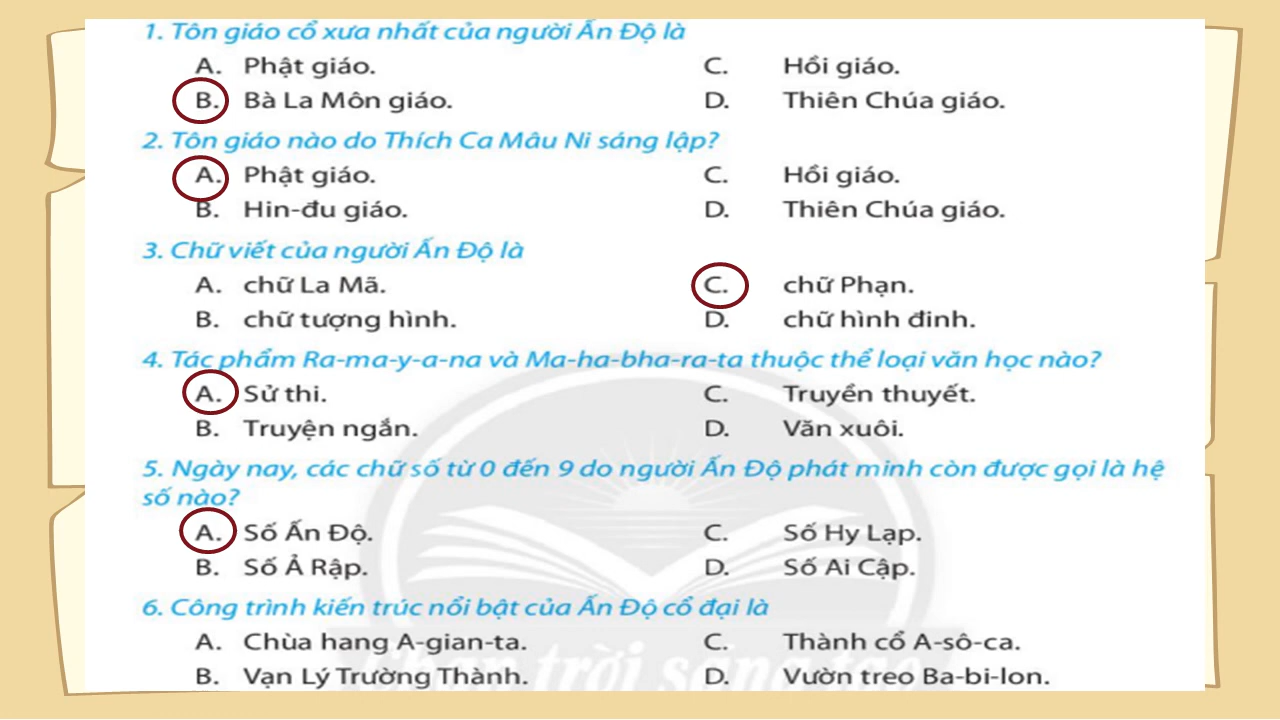 1. Tôn giáo cổ xưa nhất của người Ấn Độ là
A. Phật giáo. C. Hồi giáo.
B. Bà La Môn giáo. D. Thiên Chúa giáo.
2. Tôn giáo nào do Thích Ca Mâu Ni sáng lập?
A. Phật giáo. C. Hồi giáo.
B. Hin-đu giáo. D. Thiên Chúa giáo.
3. Chữ viết của người Ấn Độ là
A. chữ La Mã. C. chữ Phạn.
B. chữ tượng hình. D. chữ hình đinh.
4. Tác phẩm Ra-ma-y-a-na và Ma-ha-bha-ra-ta thuộc thể loại văn học nào?
A. Sử thi. C. Truyền thuyết.
B. Truyện ngắn. D. Văn xuôi.
5. Ngày nay, các chữ số từ 0 đến 9 do người Ấn Độ phát minh còn được gọi là hệ
số nào?
A. Số Ấn Độ. C. Số Hy Lạp.
B. Số Ả Rập. D. Số Ai Cập.
6. Công trình kiến trúc nổi bật của Ấn Độ cổ đại là
A. Chùa hang A-gian-ta. C. Thành cổ A-sô-ca.
B. Vạn Lý Trường Thành. D. Vườn treo Ba-bi-lon.
Chân trời sáng tạo